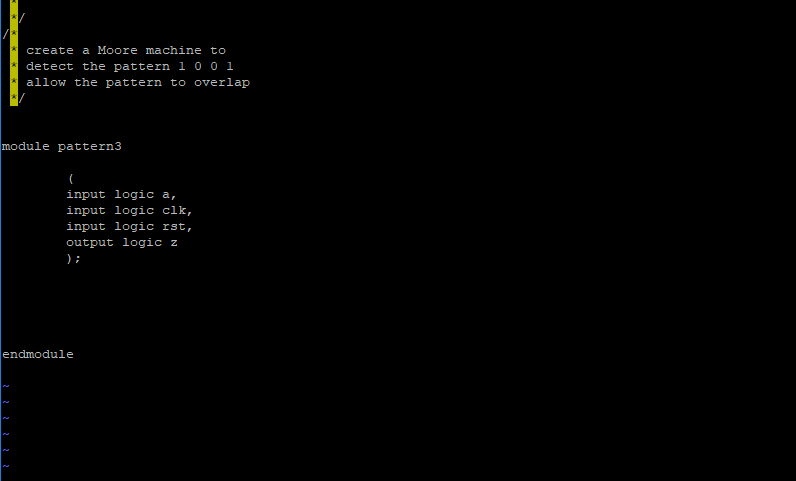 *
*/
/*
* create a Moore machine to
* detect the pattern 1 0 0 1
* allow the pattern to overlap
*/
module pattern3
(
input logic a,
input logic clk,
input logic rst,
output logic z
);
endmodule
~
~
~
~
~
~